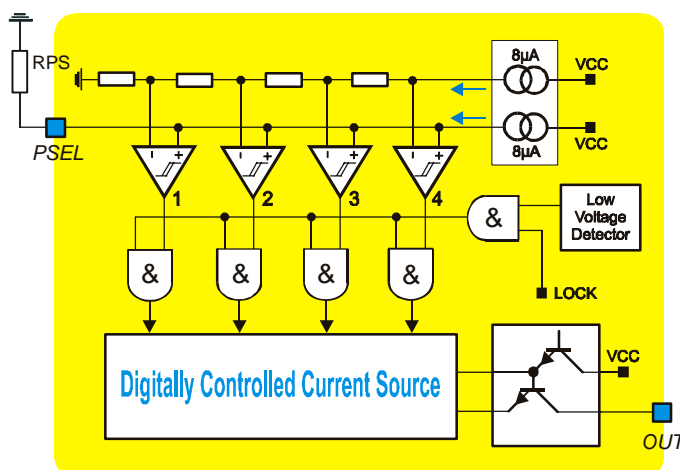 8µA
VCC
RPS
PSEL
VCC
8µA
- +
- +
- +
- +
1
2
3
4
&
Low
Voltage
Detector
&
&
&
&
LOCK
Digitally Controlled Current Source
VCC
OUT